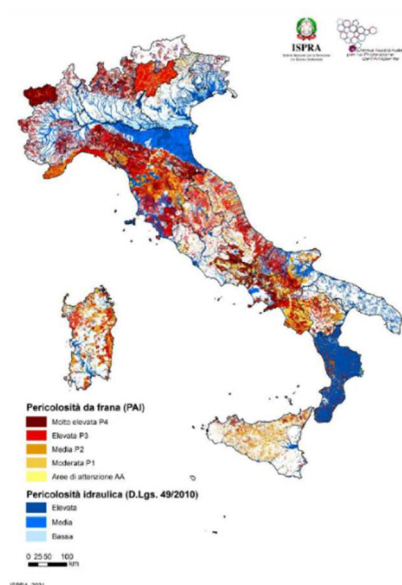 ISPRA
Pericolosità da frana (PAI)
Molto elevata P4
Elevata P3
Media P2
Moderata P1
Aree di attenzione AA
Pericolosità idraulica (D.Lgs. 49/2010)
Elevata
Media
Bassa
0 25 50 100
km